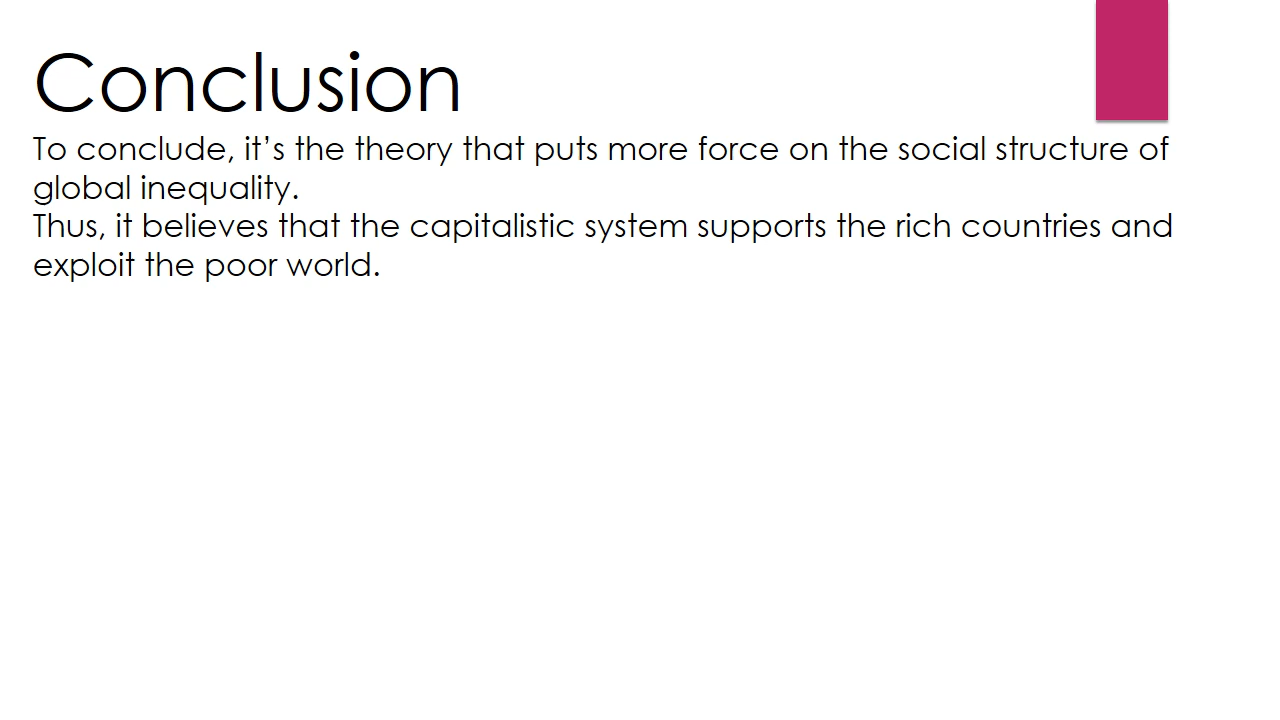 Conclusion
To conclude, it’s the theory that puts more force on the social structure of
global inequality.
Thus, it believes that the capitalistic system supports the rich countries and
exploit the poor world.